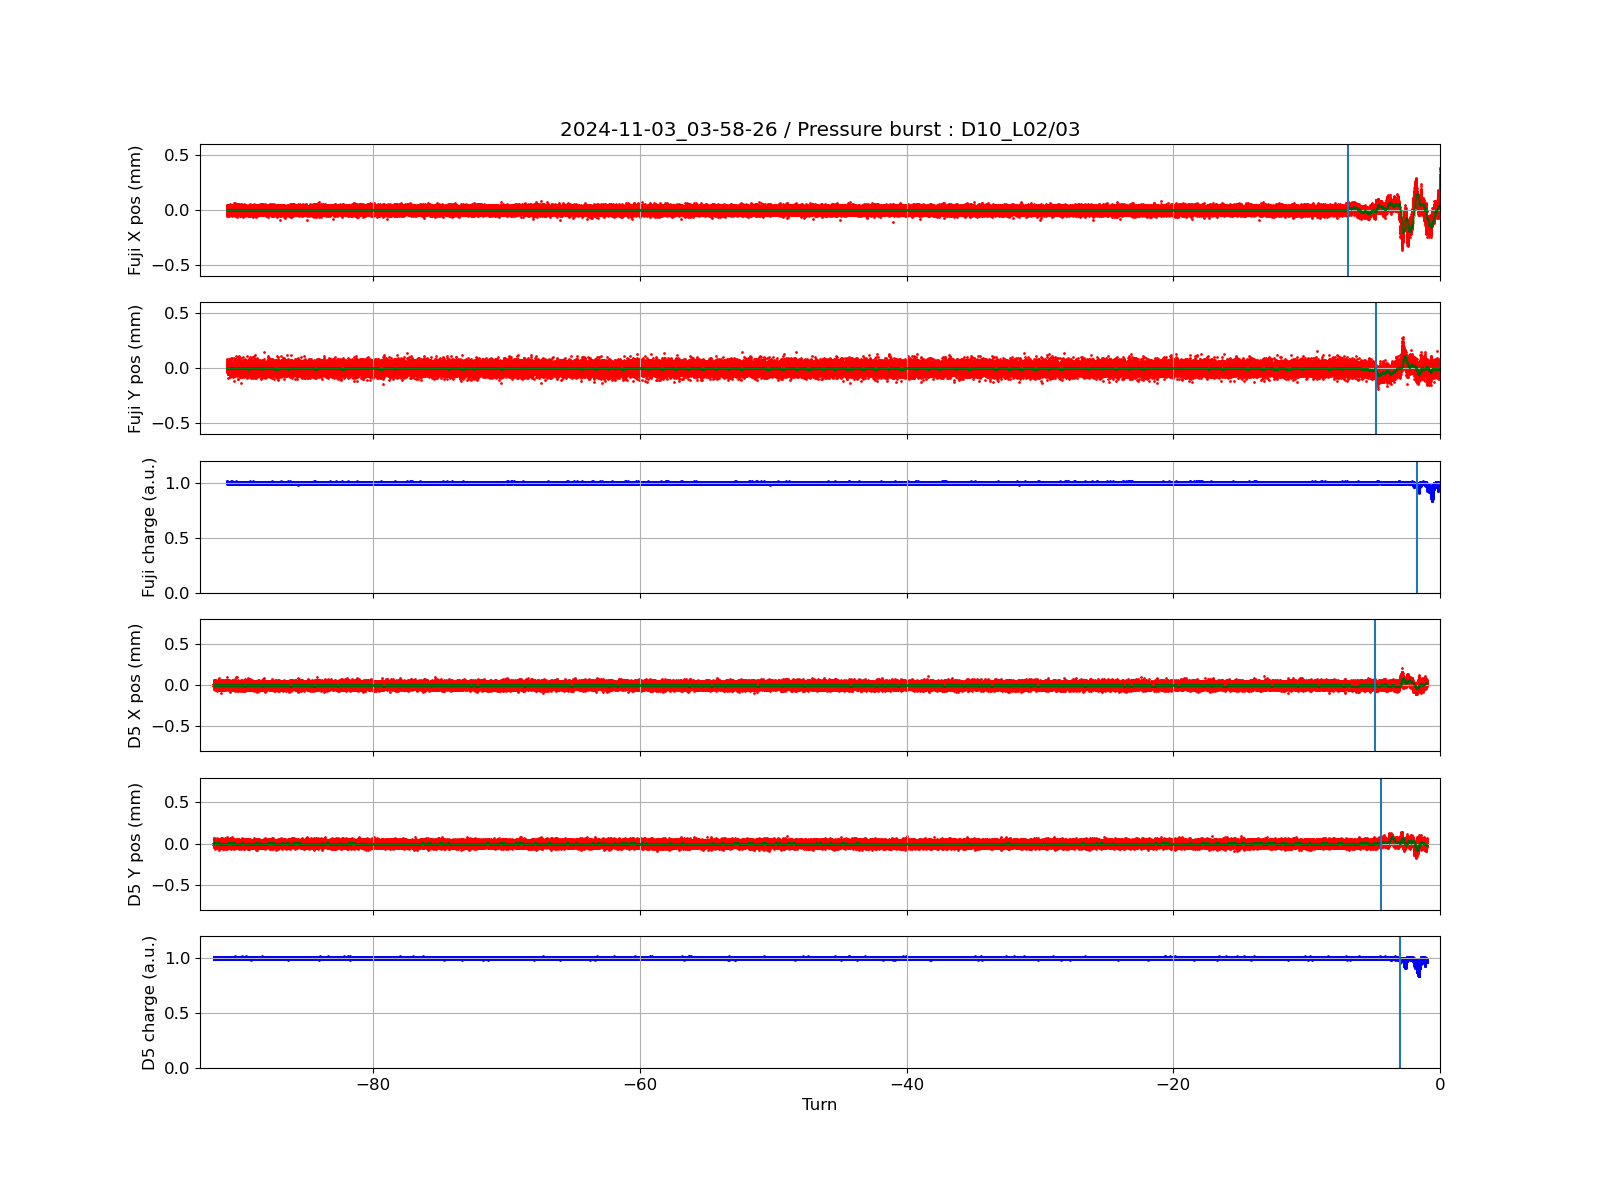 2024-11-03_03-58-26 / Pressure burst : D10_L02/03
Fuji X pos (mm)
0.5
0.0
−0.5
Fuji Y pos (mm)
0.5
0.0
−0.5
Fuji charge (a.u.)
1.0
0.5
0.0
D5 X pos (mm)
0.5
0.0
−0.5
D5 Y pos (mm)
0.5
0.0
−0.5
D5 charge (a.u.)
1.0
0.5
0.0
−80 −60 −40 −20 0
Turn